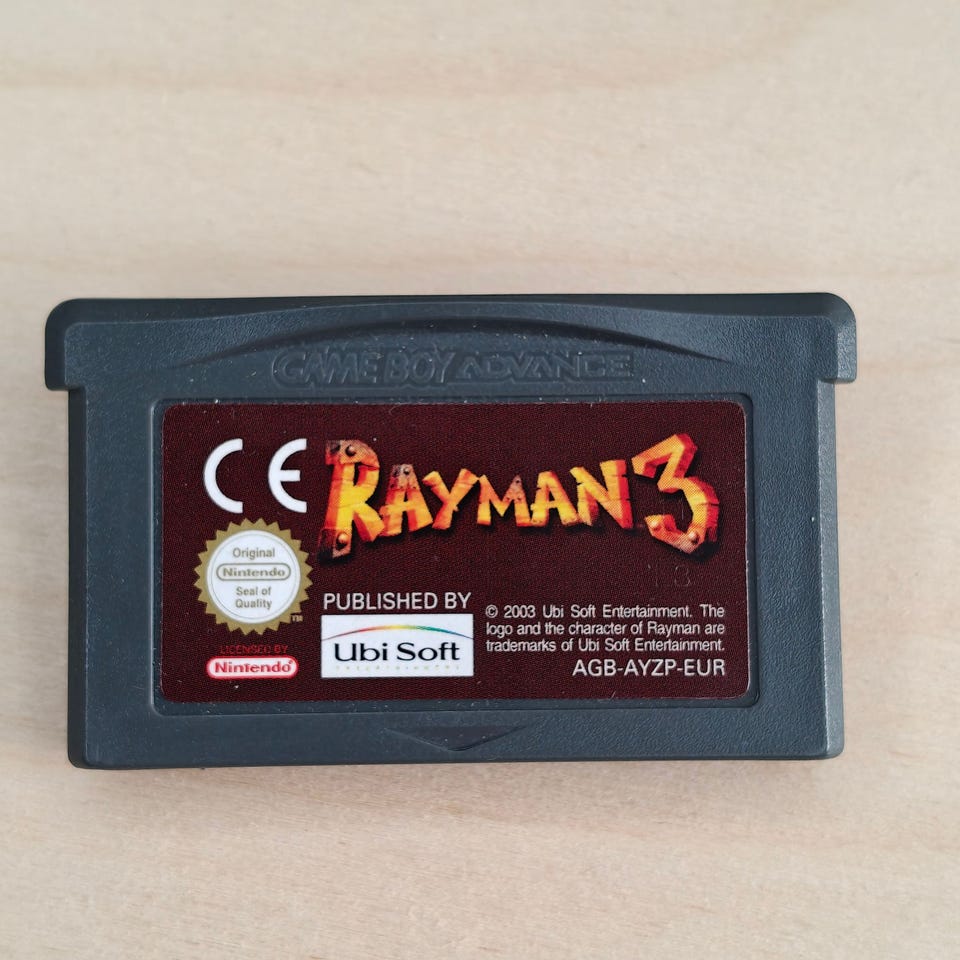 GAME BOY ADVANCE
CE
RAYMAN 3
Original
Nintendo
Seal of
Quality
TM
LICENSED BY
Nintendo®
PUBLISHED BY
Ubi Soft
ENTERTAINMENT
© 2003 Ubi Soft Entertainment. The
logo and the character of Rayman are
trademarks of Ubi Soft Entertainment.
AGB-AYZP-EUR